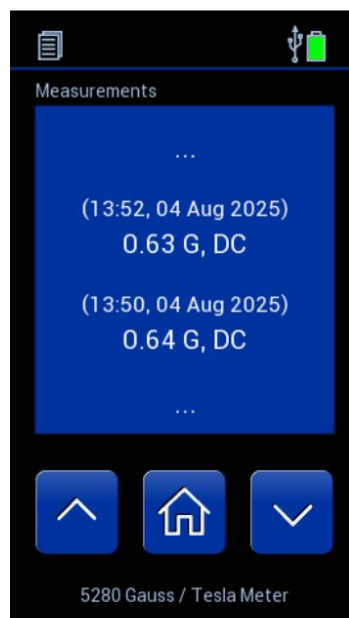 Measurements
...
(13:52, 04 Aug 2025)
0.63 G, DC
(13:50, 04 Aug 2025)
0.64 G, DC
...
5280 Gauss / Tesla Meter